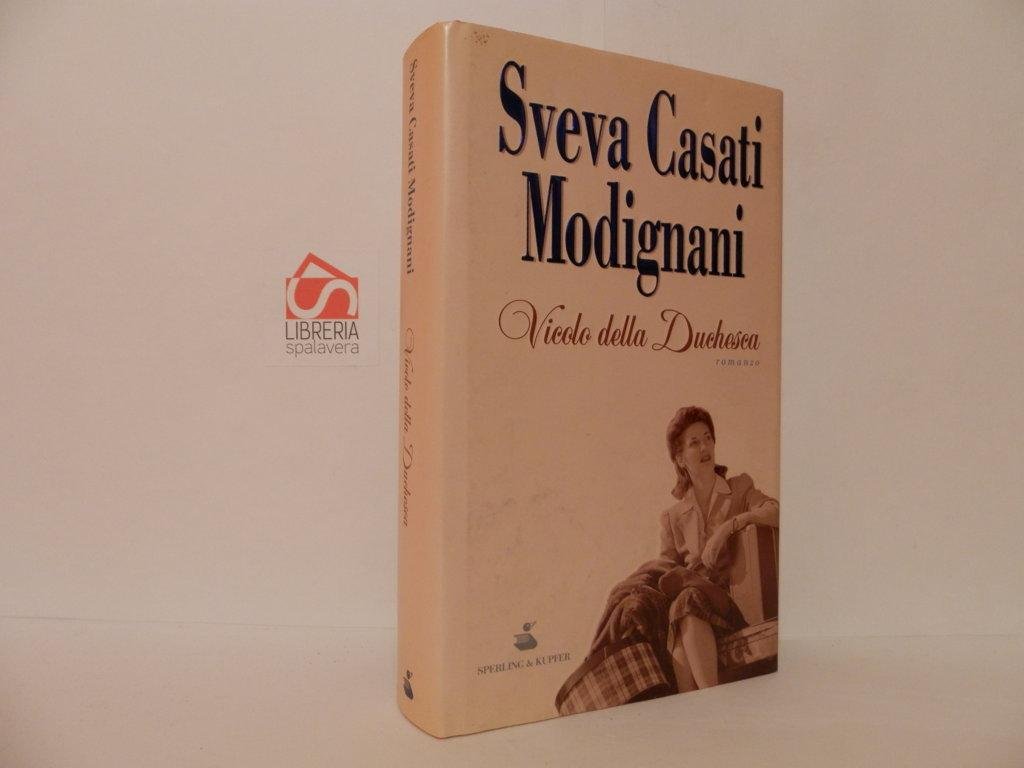 Sveva Casati
Modignani
Vicolo della Duchesca
romanzo
SPERLING & KUPFER
Sveva Casati Modignani
Vicolo della Duchesca
LIBRERIA
spalavera